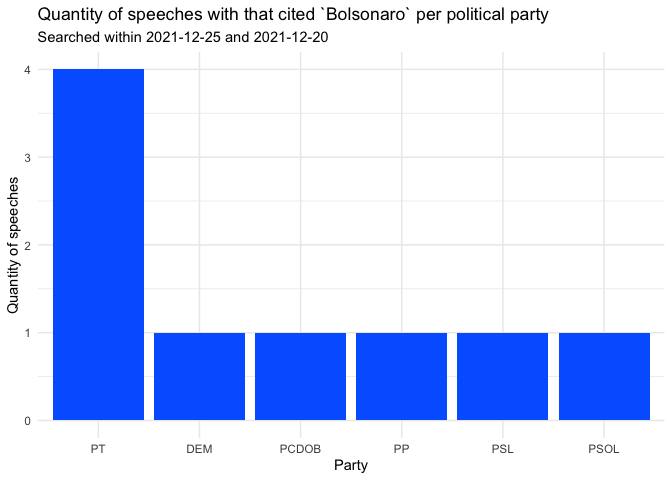 Quantity of speeches with that cited `Bolsonaro` per political party
Searched within 2021-12-25 and 2021-12-20
Quantity of speeches
4
3
2
1
0
PT DEM PCDOB PP PSL PSOL
Party